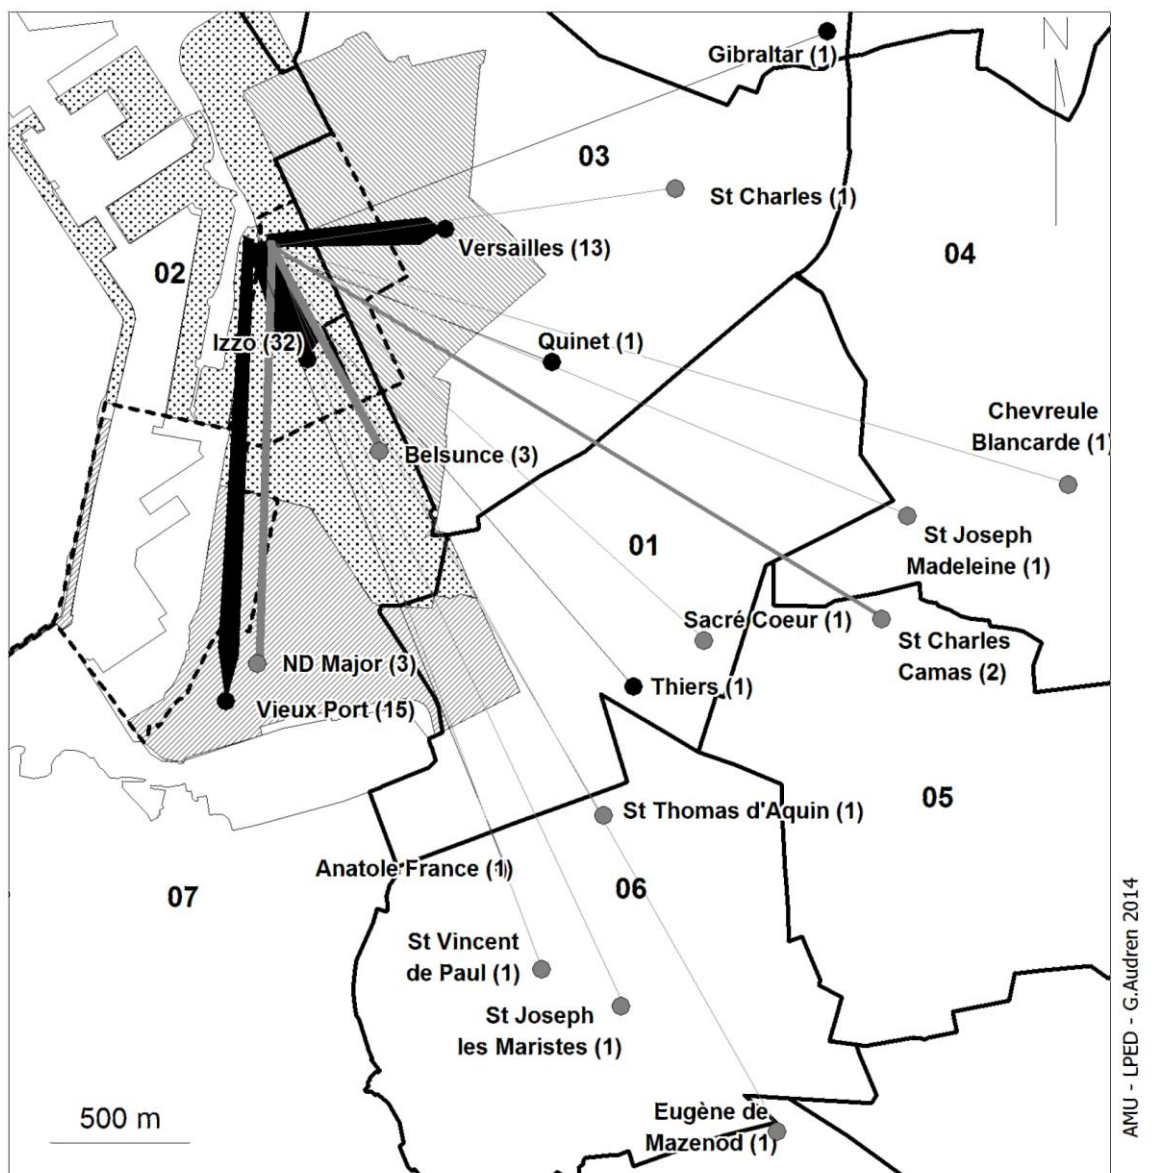 N
Gibraltar (1)
03
St Charles (1)
Versailles (13)
04
02
Izzo (32)
Quinet (1)
Chevreule
Blancarde (1)
Belsunce (3)
01
St Joseph
Madeleine (1)
Sacré Coeur (1)
St Charles
Camas (2)
ND Major (3)
Thiers (1)
Vieux Port (15)
05
St Thomas d'Aquin (1)
Anatole France (1)
07
06
St Vincent
de Paul (1)
St Joseph
les Maristes (1)
500 m
Eugène de
Mazenod (1)
AMU - LPED - G.Audren 2014